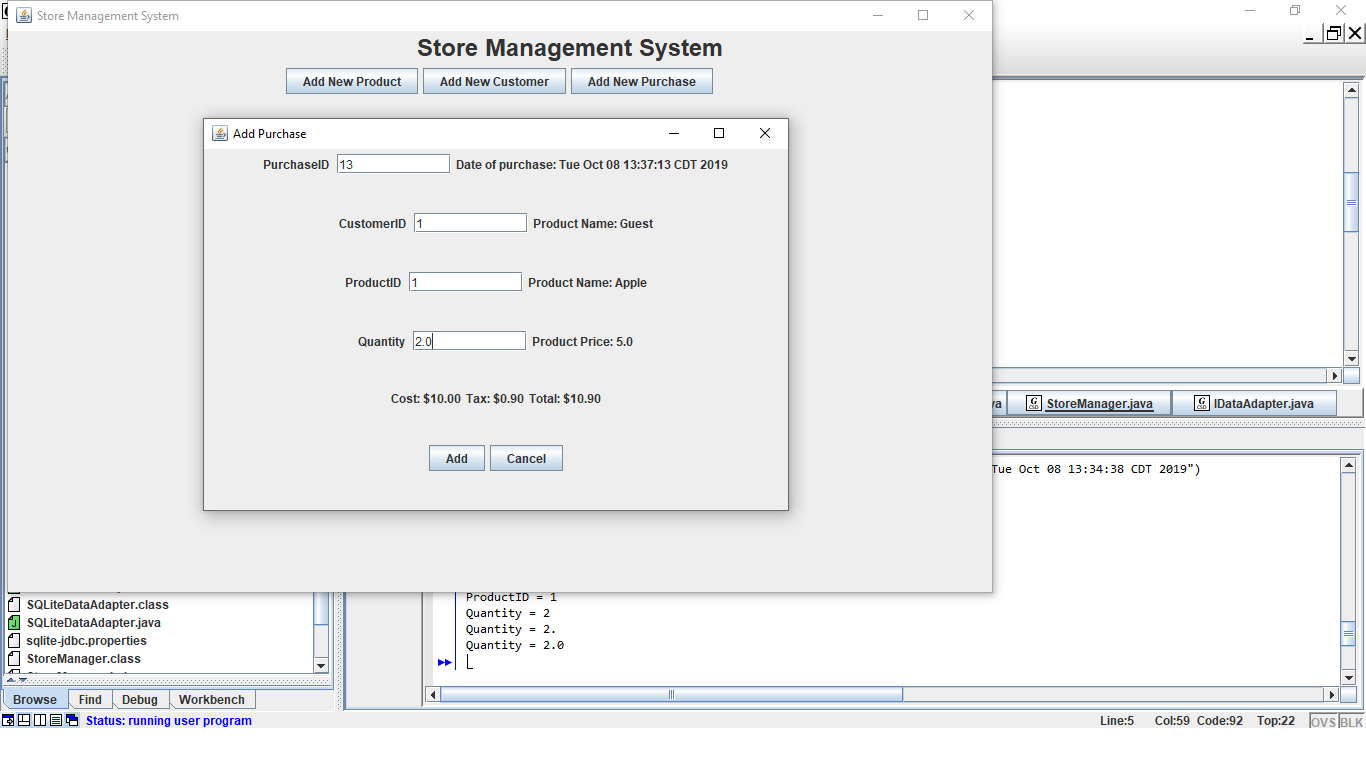 Store Management System
Store Management System
Add New Product Add New Customer Add New Purchase
Add Purchase
PurchaseID 13 Date of purchase: Tue Oct 08 13:37:13 CDT 2019
CustomerID 1 Product Name: Guest
ProductID 1 Product Name: Apple
Quantity 2.0 Product Price: 5.0
Cost: $10.00 Tax: $0.90 Total: $10.90
Add Cancel
StoreManager.java IDataAdapter.java
Tue Oct 08 13:34:38 CDT 2019")
ProductID = 1
Quantity = 2
Quantity = 2.
Quantity = 2.0
SQLiteDataAdapter.class
SQLiteDataAdapter.java
sqlite-jdbc.properties
StoreManager.class
Browse Find Debug Workbench
Status: running user program
Line:5 Col:59 Code:92 Top:22 OVS BLK